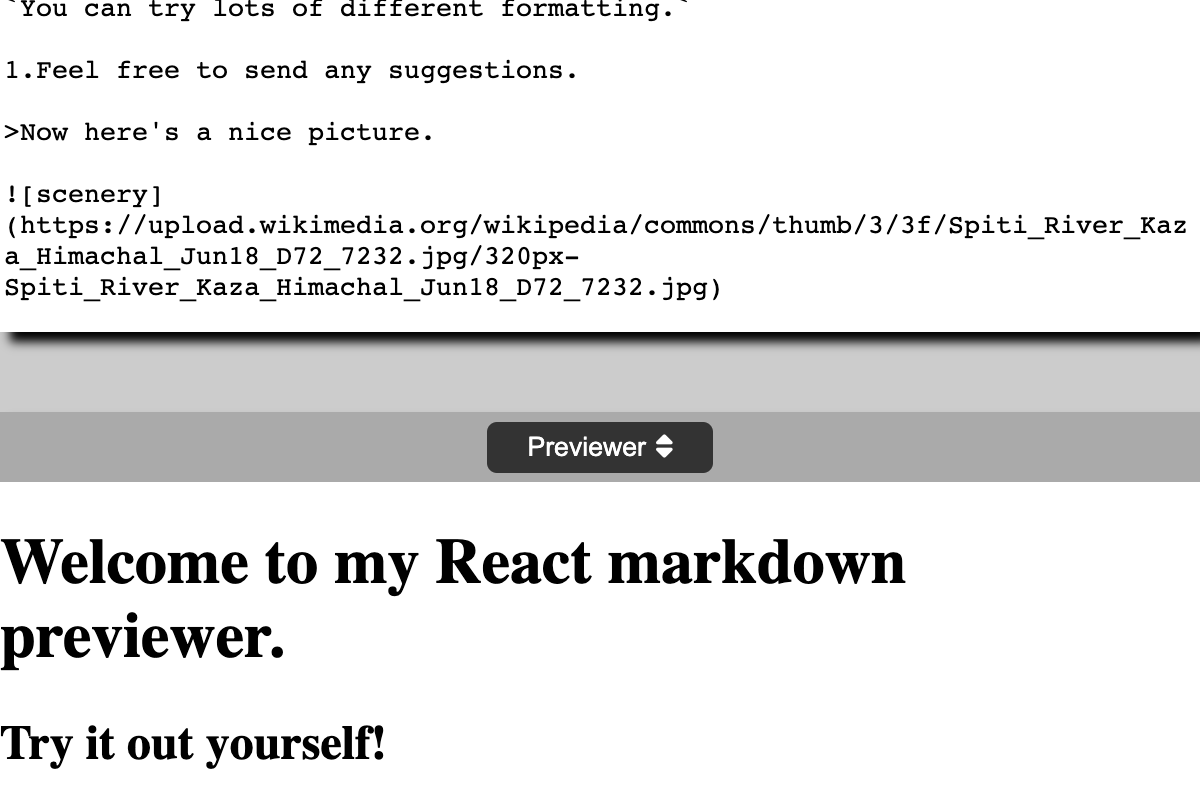 `You can try lots of different formatting.`
1.Feel free to send any suggestions.
>Now here's a nice picture.
![scenery]
(https://upload.wikimedia.org/wikipedia/commons/thumb/3/3f/Spiti_River_Kaz
a_Himachal_Jun18_D72_7232.jpg/320px-
Spiti_River_Kaza_Himachal_Jun18_D72_7232.jpg)
Previewer
Welcome to my React markdown
previewer.
Try it out yourself!